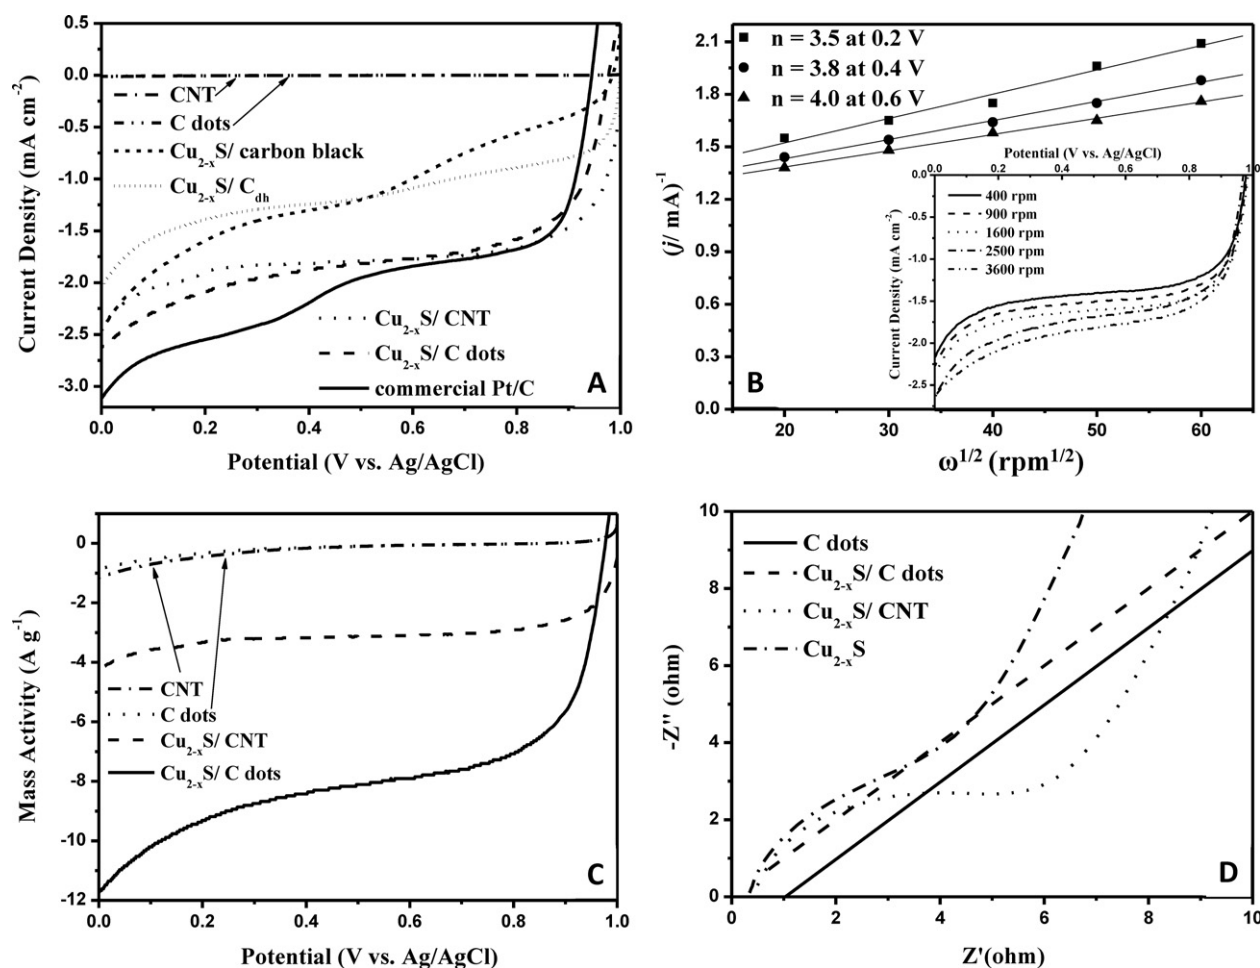 0.5
0.0
-0.5
-1.0
-1.5
-2.0
-2.5
-3.0
Current Density (mA cm-2)
CNT
C dots
Cu2-xS/ carbon black
Cu2-xS/ Cdh
Cu2-xS/ CNT
Cu2-xS/ C dots
commercial Pt/C
A
0.0 0.2 0.4 0.6 0.8 1.0
Potential (V vs. Ag/AgCl)
2.1
1.8
1.5
1.2
0.9
0.6
0.3
0.0
(j/ mA)-1
n = 3.5 at 0.2 V
n = 3.8 at 0.4 V
n = 4.0 at 0.6 V
Potential (V vs. Ag/AgCl)
0.0 0.2 0.4 0.6 0.8 1.0
0.0
-0.5
-1.0
-1.5
-2.0
-2.5
Current Density (mA cm-2)
400 rpm
900 rpm
1600 rpm
2500 rpm
3600 rpm
B
20 30 40 50 60
ω1/2 (rpm1/2)
0
-2
-4
-6
-8
-10
-12
Mass Activity (A g-1)
CNT
C dots
Cu2-xS/ CNT
Cu2-xS/ C dots
C
0.0 0.2 0.4 0.6 0.8 1.0
Potential (V vs. Ag/AgCl)
10
8
6
4
2
0
-Z'' (ohm)
C dots
Cu2-xS/ C dots
Cu2-xS/ CNT
Cu2-xS
D
0 2 4 6 8 10
Z'(ohm)